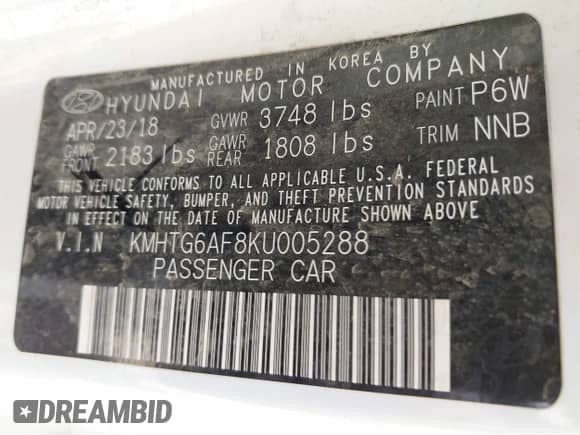 MANUFACTURED IN KOREA BY
HYUNDAI MOTOR COMPANY
APR/23/18 GVWR 3748 lbs PAINT P6W
GAWR FRONT 2183 lbs GAWR REAR 1808 lbs TRIM NNB
THIS VEHICLE CONFORMS TO ALL APPLICABLE U.S.A. FEDERAL
MOTOR VEHICLE SAFETY, BUMPER, AND THEFT PREVENTION STANDARDS
IN EFFECT ON THE DATE OF MANUFACTURE SHOWN ABOVE.
V.I.N KMHTG6AF8KU005288
PASSENGER CAR
DREAMBID